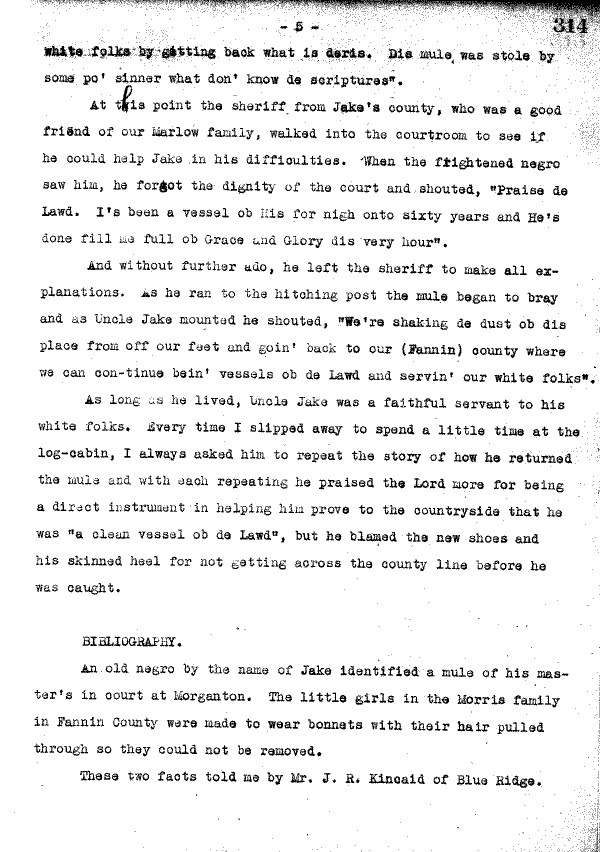 - 5 -
314
white folks by getting back what is deris. Dis mule was stole by
some po' sinner what don' know de scriptures".
At this point the sheriff from Jake's county, who was a good
friend of our Marlow family, walked into the courtroom to see if
he could help Jake in his difficulties. When the frightened negro
saw him, he forgot the dignity of the court and shouted, "Praise de
Lawd. I's been a vessel ob His for nigh onto sixty years and He's
done fill me full ob Grace and Glory dis very hour".
And without further ado, he left the sheriff to make all ex-
planations. As he ran to the hitching post the mule began to bray
and as Uncle Jake mounted he shouted, "We're shaking de dust ob dis
place from off our feet and goin' back to our (Fannin) county where
we can con-tinue bein' vessels ob de Lawd and servin' our white folks".
As long as he lived, Uncle Jake was a faithful servant to his
white folks. Every time I slipped away to spend a little time at the
log-cabin, I always asked him to repeat the story of how he returned
the mule and with each repeating he praised the Lord more for being
a direct instrument in helping him prove to the countryside that he
was "a clean vessel ob de Lawd", but he blamed the new shoes and
his skinned heel for not getting across the county line before he
was caught.
BIBLIOGRAPHY.
An old negro by the name of Jake identified a mule of his mas-
ter's in court at Morganton. The little girls in the Morris family
in Fannin County were made to wear bonnets with their hair pulled
through so they could not be removed.
These two facts told me by Mr. J. R. Kincaid of Blue Ridge.